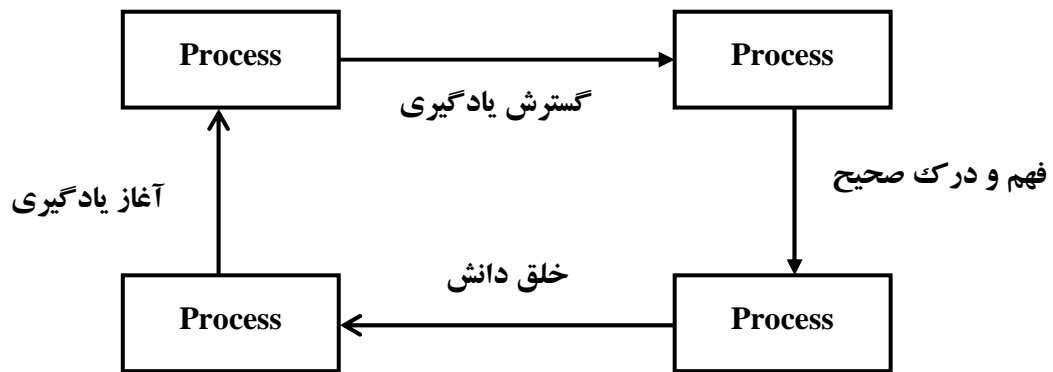 Process
Process
گسترش یادگیری
فهم و درک صحیح
آغاز یادگیری
خلق دانش
Process
Process